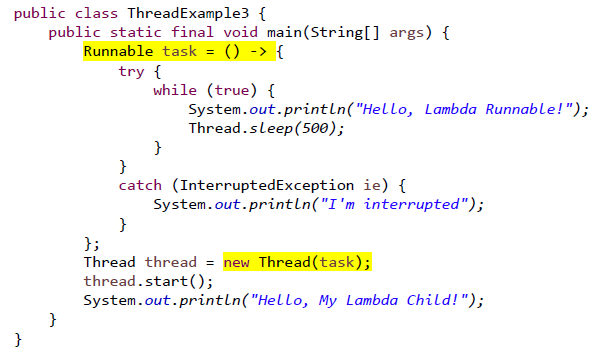 public class ThreadExample3 {
    public static final void main(String[] args) {
        Runnable task = () -> {
            try {
                while (true) {
                    System.out.println("Hello, Lambda Runnable!");
                    Thread.sleep(500);
                }
            }
            catch (InterruptedException ie) {
                System.out.println("I'm interrupted");
            }
        };
        Thread thread = new Thread(task);
        thread.start();
        System.out.println("Hello, My Lambda Child!");
    }
}